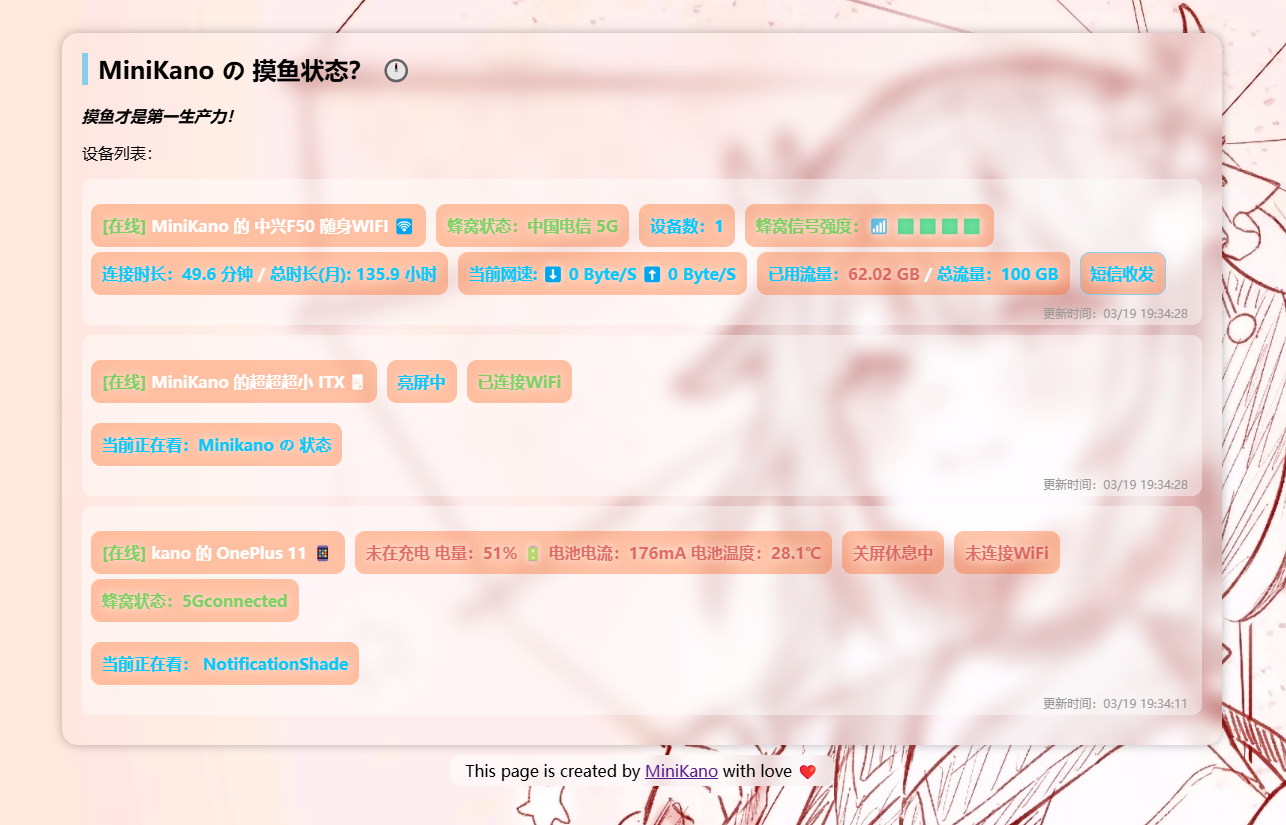 MiniKano の 摸鱼状态?
摸鱼才是第一生产力!
设备列表:
[在线] MiniKano 的 中兴F50 随身WIFI 蜂窝状态:中国电信 5G 设备数:1 蜂窝信号强度:
连接时长:49.6 分钟 / 总时长(月): 135.9 小时 当前网速: 0 Byte/S 0 Byte/S 已用流量:62.02 GB / 总流量:100 GB 短信收发
更新时间:03/19 19:34:28
[在线] MiniKano 的超超超小 ITX 亮屏中 已连接WiFi
当前正在看:Minikano の 状态
更新时间:03/19 19:34:28
[在线] kano 的 OnePlus 11 未在充电 电量:51% 电池电流:176mA 电池温度:28.1℃ 关屏休息中 未连接WiFi
蜂窝状态:5Gconnected
当前正在看: NotificationShade
更新时间:03/19 19:34:11
This page is created by MiniKano with love